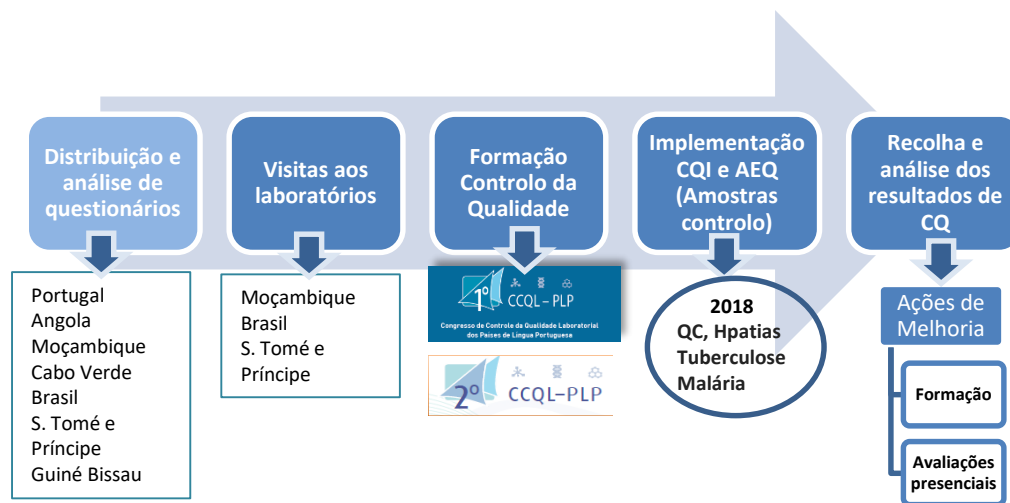 Distribuição e
análise de
questionários
Visitas aos
laboratórios
Formação
Controlo da
Qualidade
Implementação
CQI e AEQ
(Amostras
controlo)
Recolha e
análise dos
resultados de
CQ
Portugal
Angola
Moçambique
Cabo Verde
Brasil
S. Tomé e
Príncipe
Guiné Bissau
Moçambique
Brasil
S. Tomé e
Príncipe
1º CCQL-PLP
Congresso de Controle da Qualidade Laboratorial
dos Países de Língua Portuguesa
2º CCQL-PLP
2018
QC, Hpatias
Tuberculose
Malária
Ações de
Melhoria
Formação
Avaliações
presenciais